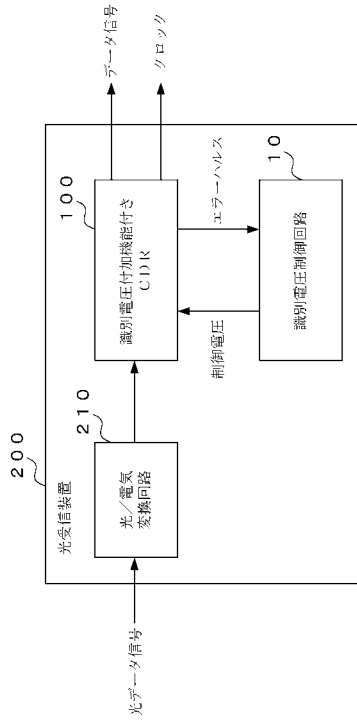 200
光受信装置
光データ信号
210
光／電気
変換回路
100
識別電圧付加機能付き
CDR
データ信号
クロック
制御電圧
エラーパルス
10
識別電圧制御回路